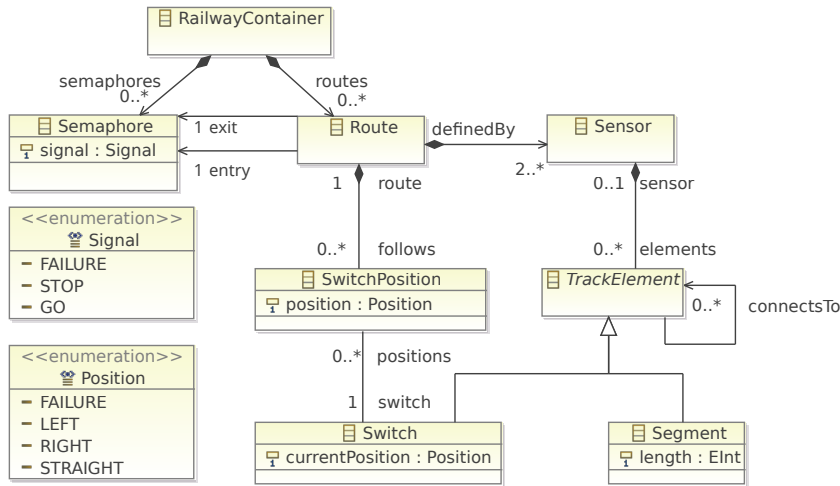 RailwayContainer
semaphores
routes
0..*
0..*
Semaphore
signal : Signal
1 exit
1 entry
Route
definedBy
2..*
Sensor
1
route
0..1
sensor
<<enumeration>>
Signal
FAILURE
STOP
GO
0..*
follows
0..*
elements
SwitchPosition
position : Position
TrackElement
0..*
connectsTo
<<enumeration>>
Position
FAILURE
LEFT
RIGHT
STRAIGHT
0..*
positions
1
switch
Switch
currentPosition : Position
Segment
length : EInt